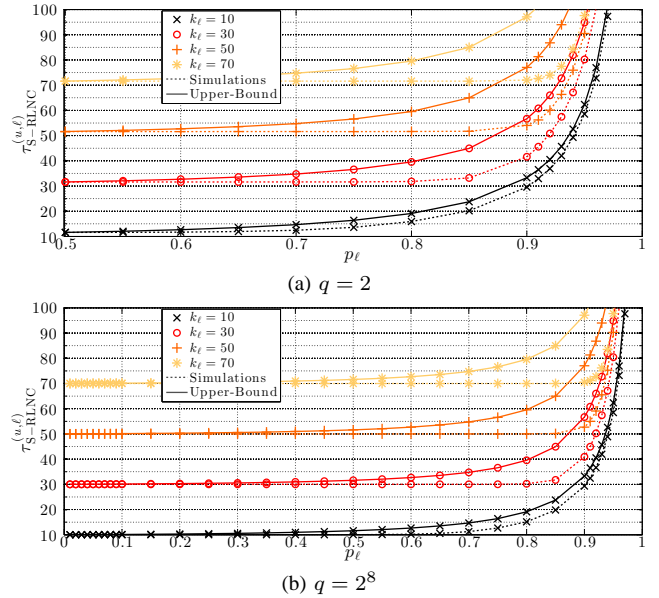 100
90
80
70
60
50
40
30
20
10
τ_{S−RLNC}^{(u,ℓ)}
k_ℓ = 10
k_ℓ = 30
k_ℓ = 50
k_ℓ = 70
Simulations
Upper-Bound
0.5 0.6 0.7 0.8 0.9 1
p_ℓ
(a) q = 2
100
90
80
70
60
50
40
30
20
10
τ_{S−RLNC}^{(u,ℓ)}
k_ℓ = 10
k_ℓ = 30
k_ℓ = 50
k_ℓ = 70
Simulations
Upper-Bound
0 0.1 0.2 0.3 0.4 0.5 0.6 0.7 0.8 0.9 1
p_ℓ
(b) q = 2^8